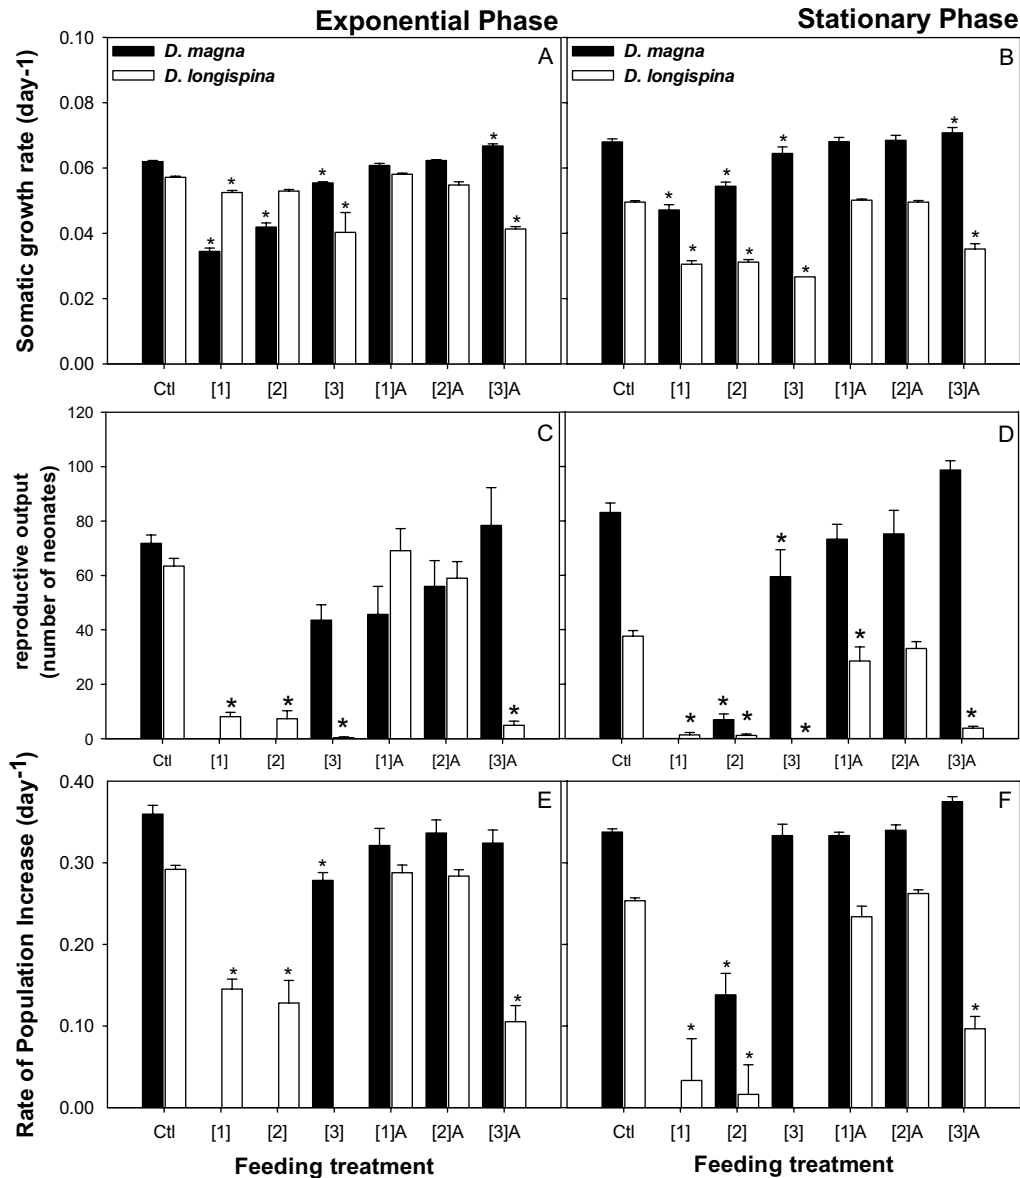 Exponential Phase
Stationary Phase
Somatic growth rate (day-1)
0.10
0.08
0.06
0.04
0.02
0.00
D. magna
D. longispina
A
* * * * * * *
Ctl [1] [2] [3] [1]A [2]A [3]A
D. magna
D. longispina
B
* * * * * * * *
Ctl [1] [2] [3] [1]A [2]A [3]A
reproductive output
(number of neonates)
120
100
80
60
40
20
0
C
* * * *
Ctl [1] [2] [3] [1]A [2]A [3]A
D
* * * * * * *
Ctl [1] [2] [3] [1]A [2]A [3]A
Rate of Population Increase (day⁻¹)
0.40
0.30
0.20
0.10
0.00
E
* * * *
Ctl [1] [2] [3] [1]A [2]A [3]A
Feeding treatment
F
* * * *
Ctl [1] [2] [3] [1]A [2]A [3]A
Feeding treatment